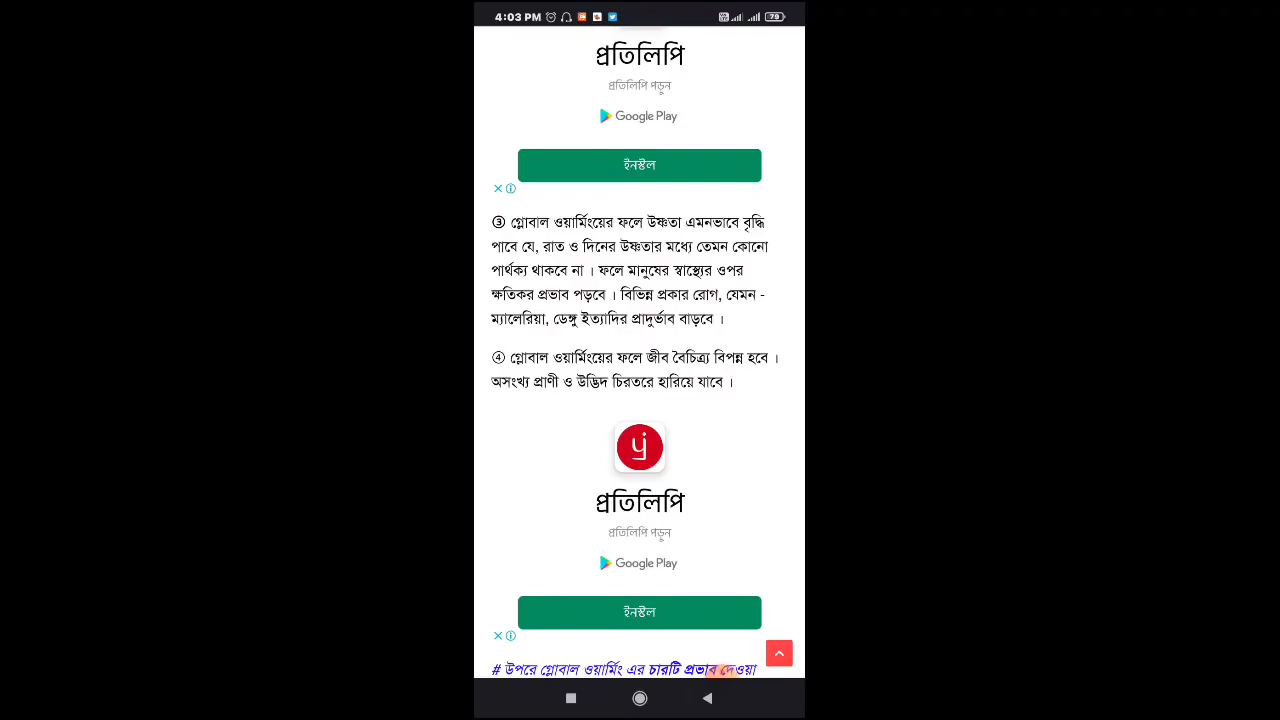 4:03 PM
79
প্রতিলিপি
প্রতিলিপি পড়ুন
Google Play
ইনস্টল
③ গ্লোবাল ওয়ার্মিংয়ের ফলে উষ্ণতা এমনভাবে বৃদ্ধি
পাবে যে, রাত ও দিনের উষ্ণতার মধ্যে তেমন কোনো
পার্থক্য থাকবে না । ফলে মানুষের স্বাস্থ্যের ওপর
ক্ষতিকর প্রভাব পড়বে । বিভিন্ন প্রকার রোগ, যেমন -
ম্যালেরিয়া, ডেঙ্গু ইত্যাদির প্রাদুর্ভাব বাড়বে ।
④ গ্লোবাল ওয়ার্মিংয়ের ফলে জীব বৈচিত্র্য বিপন্ন হবে ।
অসংখ্য প্রাণী ও উদ্ভিদ চিরতরে হারিয়ে যাবে ।
প্রতিলিপি
প্রতিলিপি পড়ুন
Google Play
ইনস্টল
# উপরে গ্লোবাল ওয়ার্মিং এর চারটি প্রভাব দেওয়া